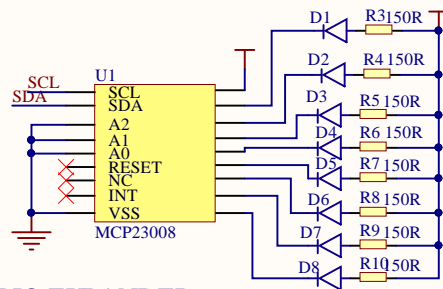 D1
R3 150R
D2
R4 150R
D3
R5 150R
D4
R6 150R
D5
R7 150R
D6
R8 150R
D7
R9 150R
D8
R10 150R
U1
SCL
SDA
SCL
SDA
A2
A1
A0
RESET
NC
INT
VSS
MCP23008